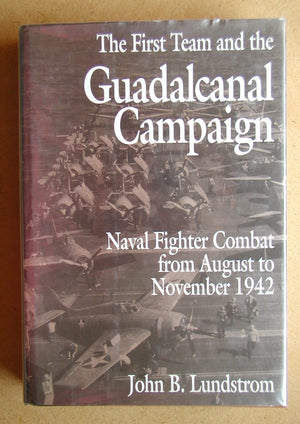 The First Team and the
Guadalcanal
Campaign
Naval Fighter Combat
from August to
November 1942
John B. Lundstrom